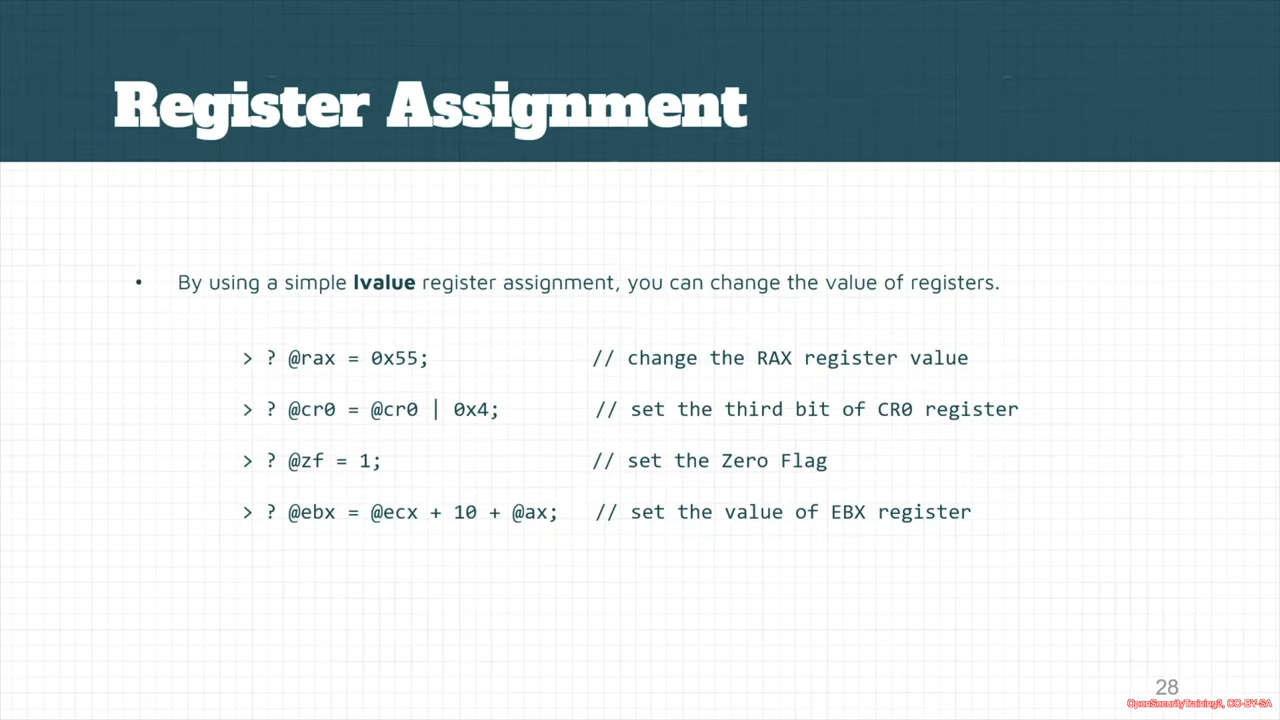 Register Assignment
• By using a simple lvalue register assignment, you can change the value of registers.
> ? @rax = 0x55; // change the RAX register value
> ? @cr0 = @cr0 | 0x4; // set the third bit of CR0 register
> ? @zf = 1; // set the Zero Flag
> ? @ebx = @ecx + 10 + @ax; // set the value of EBX register
28
OpenSecurityTraining2, CC-BY-SA